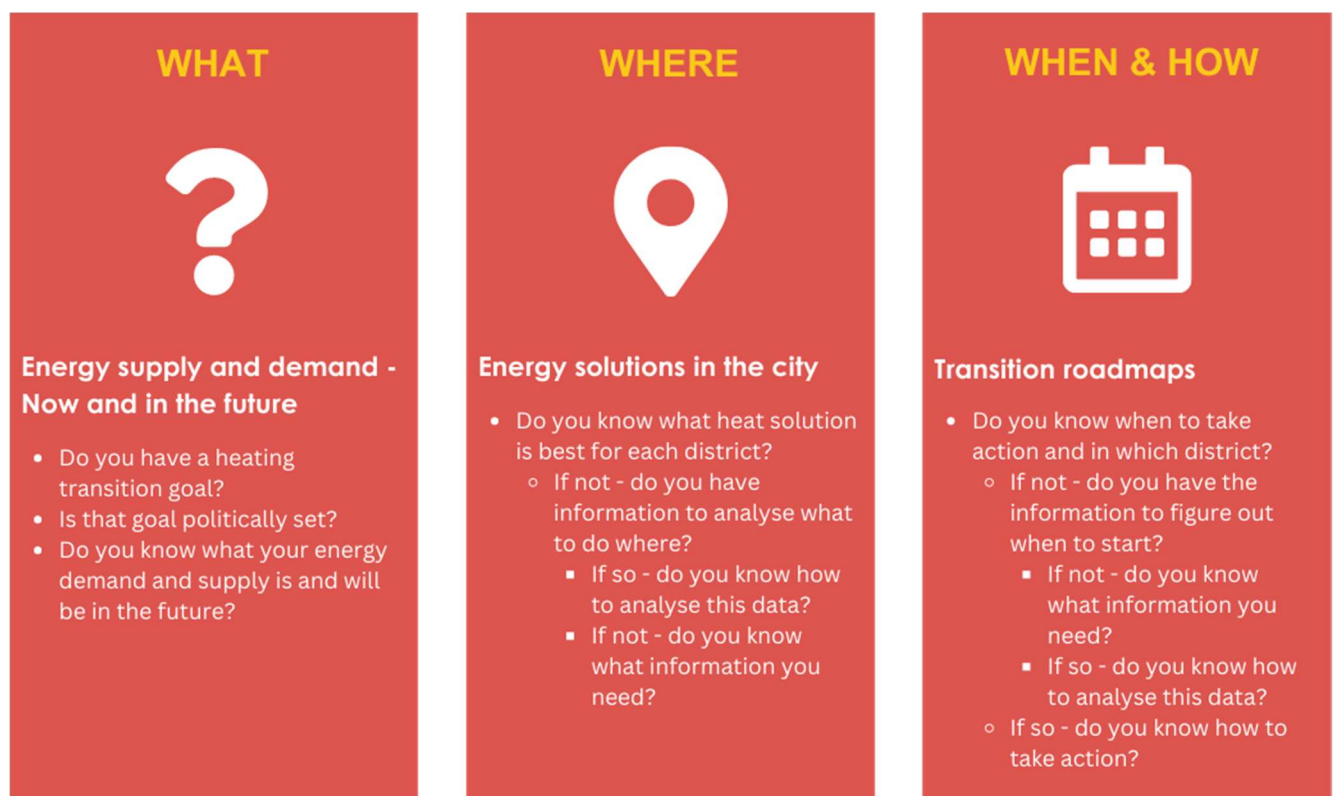 WHAT
Energy supply and demand -
Now and in the future
• Do you have a heating
transition goal?
• Is that goal politically set?
• Do you know what your energy
demand and supply is and will
be in the future?
WHERE
Energy solutions in the city
• Do you know what heat solution
is best for each district?
◦ If not - do you have
information to analyse what
to do where?
▪ If so - do you know how
to analyse this data?
▪ If not - do you know
what information you
need?
WHEN & HOW
Transition roadmaps
• Do you know when to take
action and in which district?
◦ If not - do you have the
information to figure out
when to start?
▪ If not - do you know
what information you
need?
▪ If so - do you know how
to analyse this data?
◦ If so - do you know how to
take action?